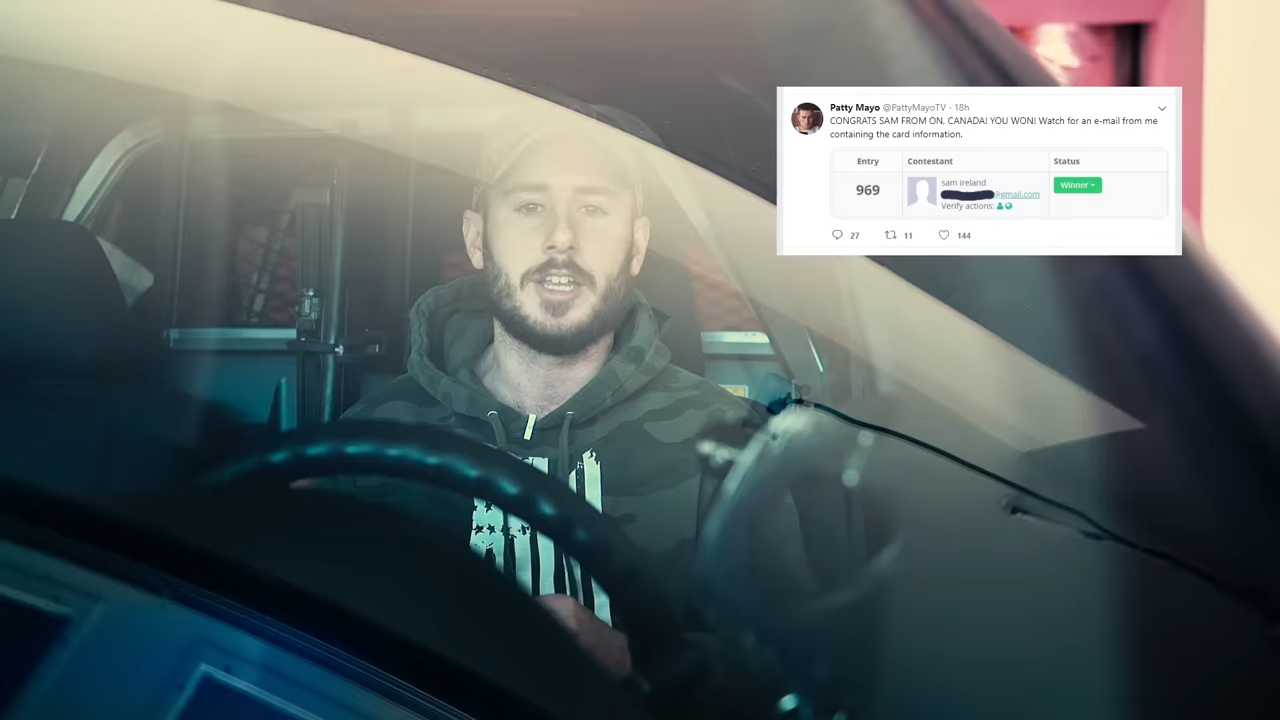 Patty Mayo @PattyMayoTV · 18h
CONGRATS SAM FROM ON, CANADA! YOU WON! Watch for an e-mail from me
containing the card information.
Entry Contestant Status
969 sam ireland Winner
@gmail.com
Verify actions:
27 11 144